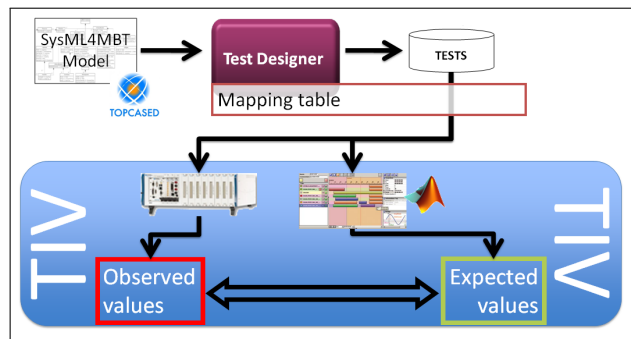 SysML4MBT
Model
Test Designer
TESTS
TOPCASED
Mapping table
TIV
TIV
Observed
values
Expected
values